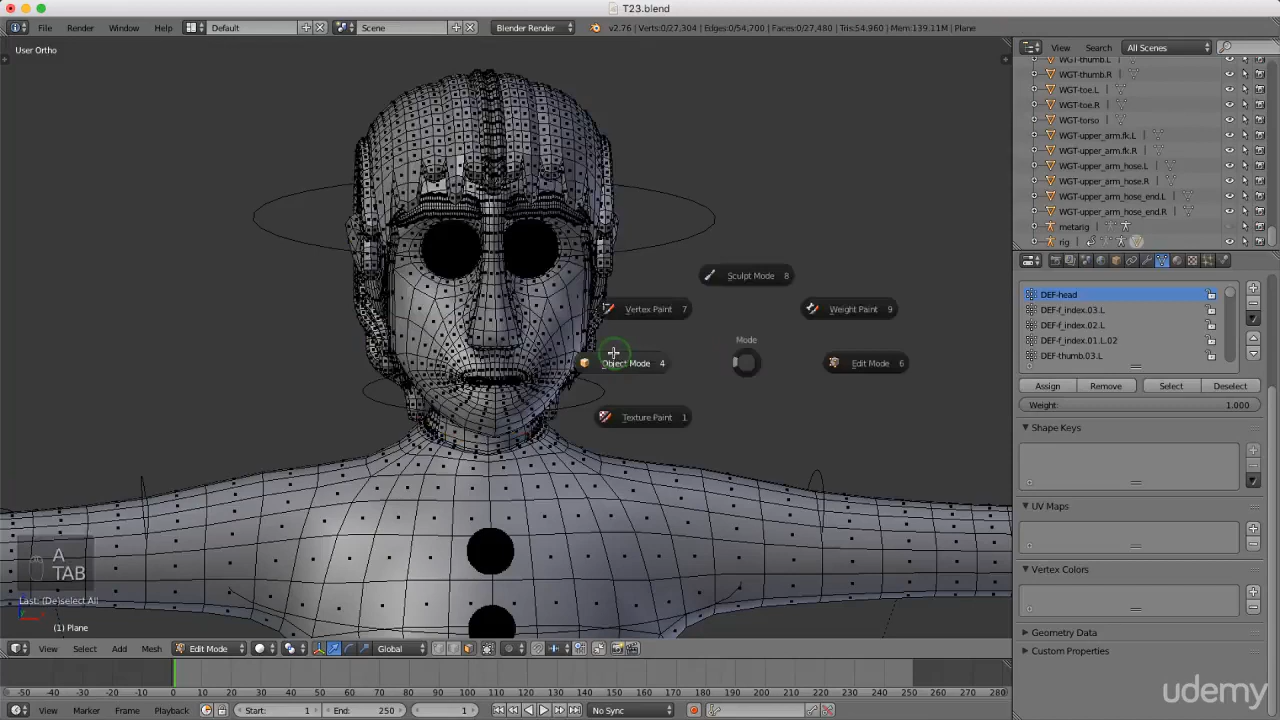 T23.blend
File Render Window Help Default Scene Blender Render v2.76 | Verts:0/27,304 | Edges:0/54,700 | Faces:0/27,480 | Tris:54,960 | Mem:139.11M | Plane
View Search All Scenes
User Ortho
WGT-thumb.L
WGT-thumb.R
WGT-toe.L
WGT-toe.R
WGT-torso
WGT-upper_arm.fk.L
WGT-upper_arm.fk.R
WGT-upper_arm_hose.L
WGT-upper_arm_hose.R
WGT-upper_arm_hose_end.L
WGT-upper_arm_hose_end.R
metarig
rig
Sculpt Mode 8
Vertex Paint 7
Weight Paint 9
Mode
Object Mode 4
Edit Mode 6
Texture Paint 1
DEF-head
DEF-f_index.03.L
DEF-f_index.02.L
DEF-f_index.01.L.02
DEF-thumb.03.L
Assign Remove Select Deselect
Weight: 1.000
Shape Keys
UV Maps
Vertex Colors
Geometry Data
Custom Properties
A
TAB
Last: (De)select All
(1) Plane
View Select Add Mesh Edit Mode Global
-50 -40 -30 -20 -10 0 10 20 30 40 50 60 70 80 90 100 110 120 130 140 150 160 170 180 190 200 210 220 230 240 250 260 270 280
View Marker Frame Playback Start: 1 End: 250 1 No Sync
udemy